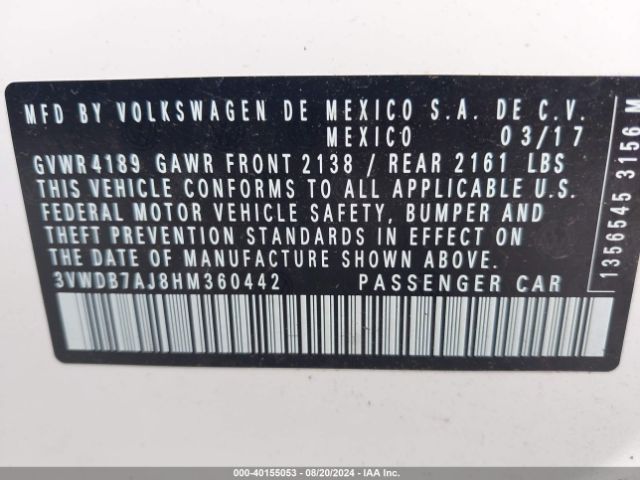 MFD BY VOLKSWAGEN DE MEXICO S.A. DE C.V.
MEXICO 03/17
GVWR 4189 GAWR FRONT 2138 / REAR 2161 LBS
THIS VEHICLE CONFORMS TO ALL APPLICABLE U.S.
FEDERAL MOTOR VEHICLE SAFETY, BUMPER AND
THEFT PREVENTION STANDARDS IN EFFECT ON
THE DATE OF MANUFACTURE SHOWN ABOVE.
3VWDB7AJ8HM360442 PASSENGER CAR
1356545 3156 M
000-40155053 - 08/20/2024 - IAA Inc.